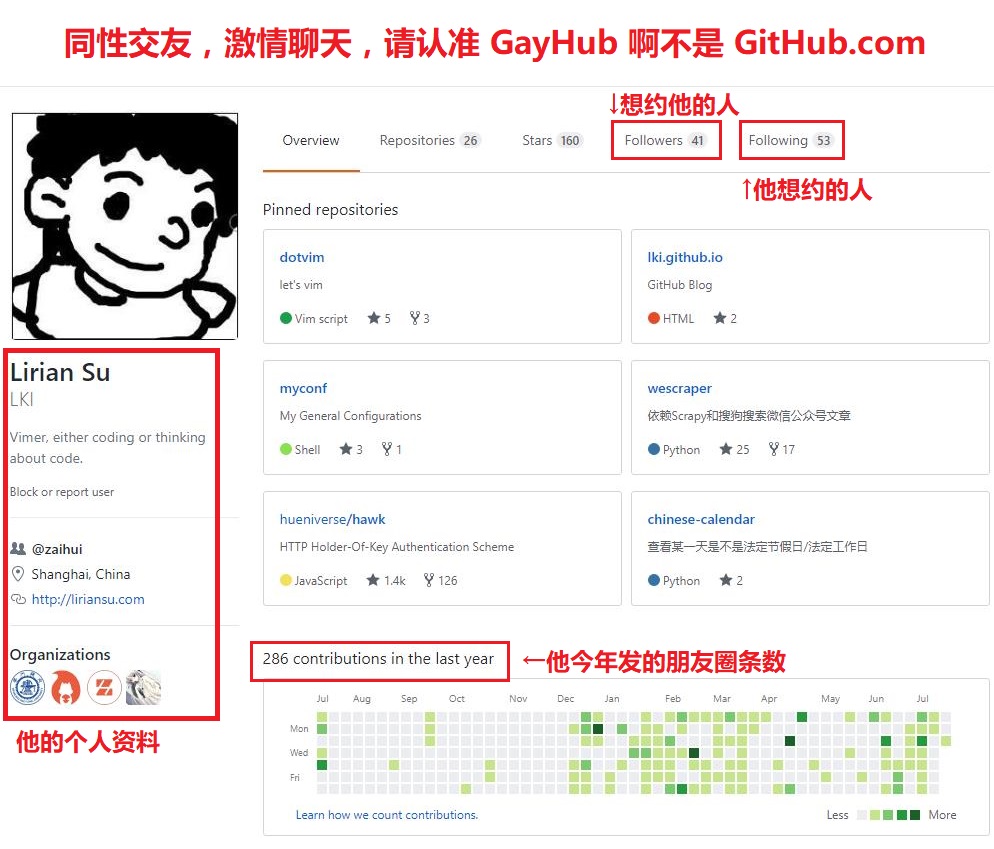 同性交友，激情聊天，请认准 GayHub 啊不是 GitHub.com
↓想约他的人
Overview
Repositories 26
Stars 160
Followers 41
Following 53
↑他想约的人
Pinned repositories
dotvim
let's vim
Vim script 5 3
lki.github.io
GitHub Blog
HTML 2
myconf
My General Configurations
Shell 3 1
wescraper
依赖Scrapy和搜狗搜索微信公众号文章
Python 25 17
hueniverse/hawk
HTTP Holder-Of-Key Authentication Scheme
JavaScript 1.4k 126
chinese-calendar
查看某一天是不是法定节假日/法定工作日
Python 2
Lirian Su
LKI
Vimer, either coding or thinking
about code.
Block or report user
@zaihui
Shanghai, China
http://liriansu.com
Organizations
他的个人资料
286 contributions in the last year
←他今年发的朋友圈条数
Jul Aug Sep Oct Nov Dec Jan Feb Mar Apr May Jun Jul
Mon
Wed
Fri
Learn how we count contributions.
Less More